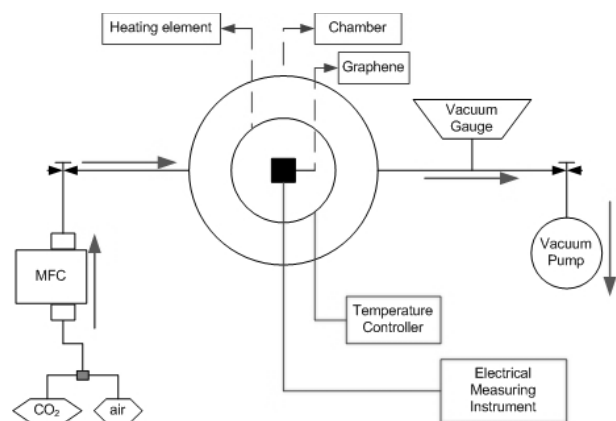 Heating element
Chamber
Graphene
Vacuum
Gauge
MFC
Vacuum
Pump
Temperature
Controller
Electrical
Measuring
Instrument
CO₂
air